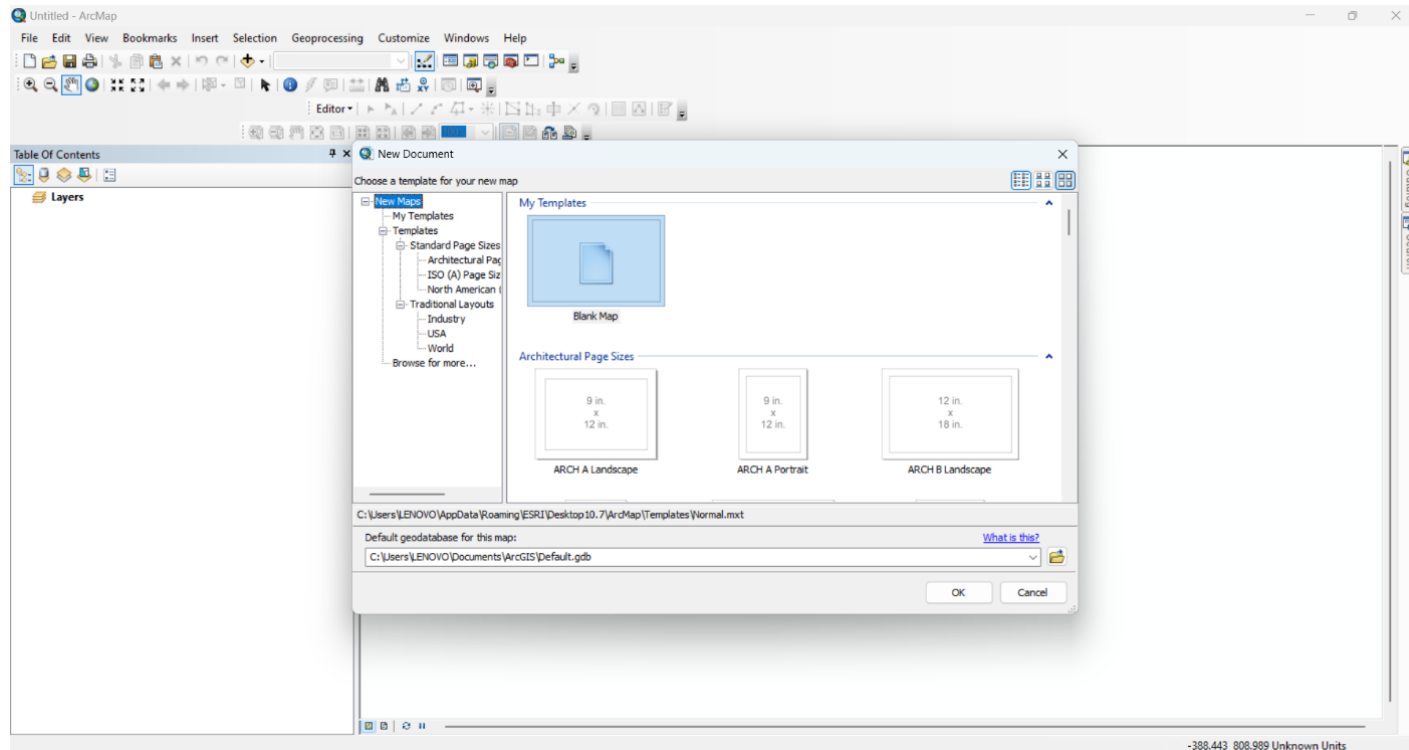 Untitled - ArcMap
File Edit View Bookmarks Insert Selection Geoprocessing Customize Windows Help
Editor
Table Of Contents
Layers
New Document
Choose a template for your new map
New Maps
My Templates
Templates
Standard Page Sizes
Architectural Pag
ISO (A) Page Siz
North American
Traditional Layouts
Industry
USA
World
Browse for more...
My Templates
Blank Map
Architectural Page Sizes
9 in.
x
12 in.
ARCH A Landscape
9 in.
x
12 in.
ARCH A Portrait
12 in.
x
18 in.
ARCH B Landscape
C:\Users\LENOVO\AppData\Roaming\ESRI\Desktop10.7\ArcMap\Templates\Normal.mxt
Default geodatabase for this map:
What is this?
C:\Users\LENOVO\Documents\ArcGIS\Default.gdb
OK
Cancel
-388.443 808.989 Unknown Units